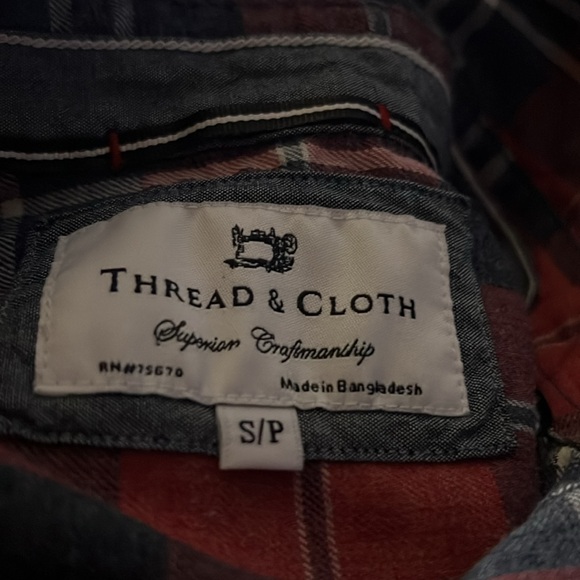 THREAD & CLOTH
Superior Craftmanship
RN#75670
Made in Bangladesh
S/P